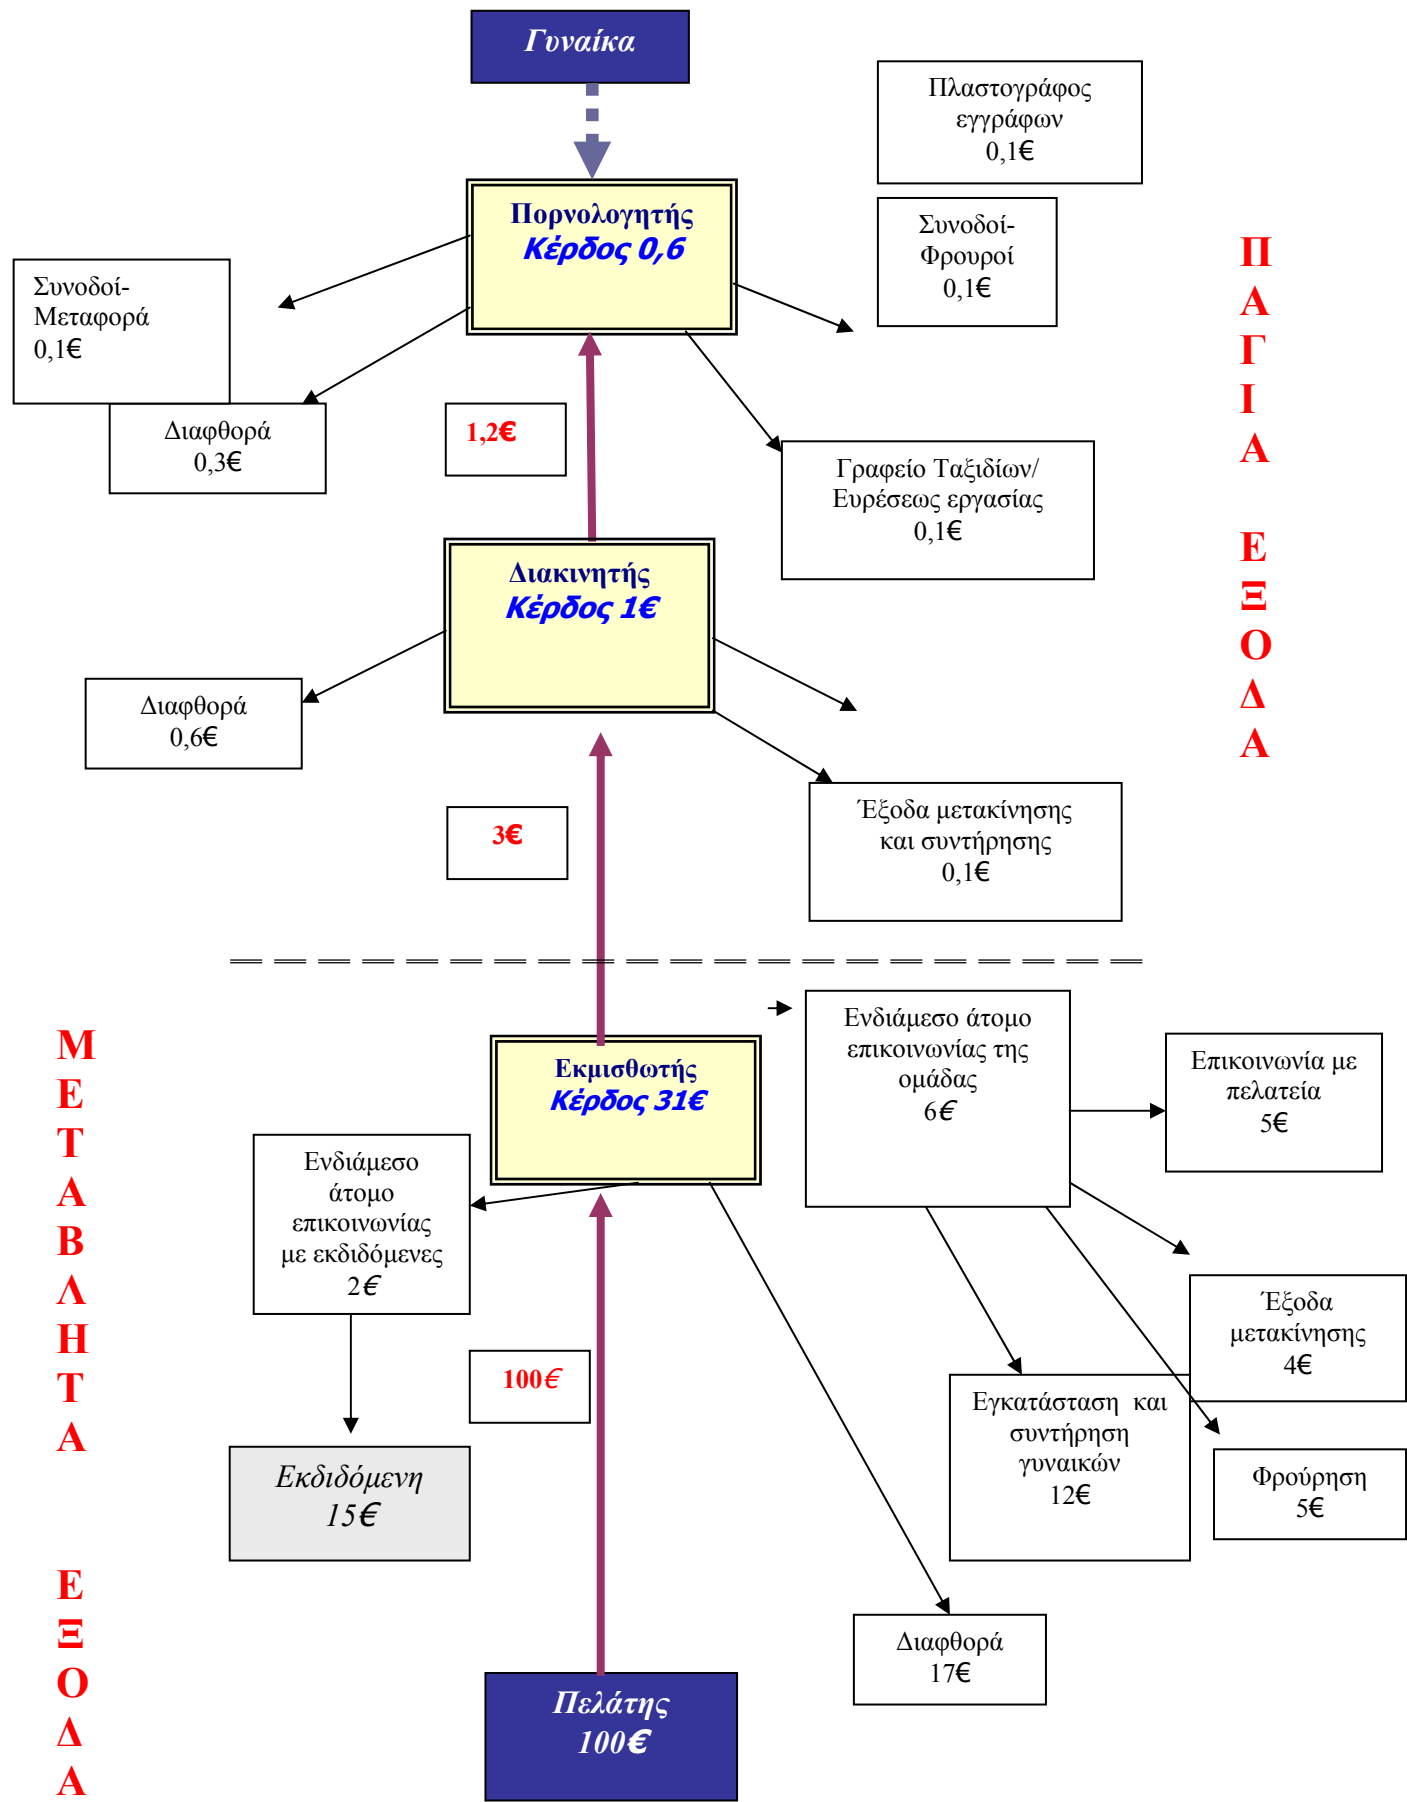 Γυναίκα
Πλαστογράφος
εγγράφων
0,1€
Πορνολογητής
Κέρδος 0,6
Συνοδοί-
Φρουροί
0,1€
Συνοδοί-
Μεταφορά
0,1€
Διαφθορά
0,3€
1,2€
Γραφείο Ταξιδίων/
Ευρέσεως εργασίας
0,1€
Π
Α
Γ
Ι
Α
Ε
Ξ
Ο
Δ
Α
Διακινητής
Κέρδος 1€
Διαφθορά
0,6€
3€
Έξοδα μετακίνησης
και συντήρησης
0,1€
Μ
Ε
Τ
Α
Β
Λ
Η
Τ
Α
Ε
Ξ
Ο
Δ
Α
Εκμισθωτής
Κέρδος 31€
Ενδιάμεσο άτομο
επικοινωνίας της
ομάδας
6€
Επικοινωνία με
πελατεία
5€
Ενδιάμεσο
άτομο
επικοινωνίας
με εκδιδόμενες
2€
100€
Έξοδα
μετακίνησης
4€
Εγκατάσταση και
συντήρηση
γυναικών
12€
Φρούρηση
5€
Εκδιδόμενη
15€
Διαφθορά
17€
Πελάτης
100€